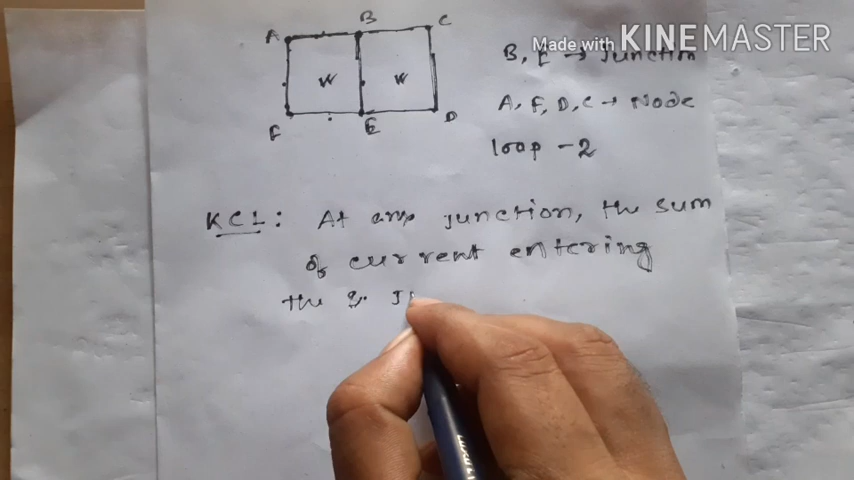 A B C
Made with KINEMASTER
W W
B, E → Junction
F E D
A, F, D, C → Node
loop - 2
KCL: At any junction, the sum
of current entering
the